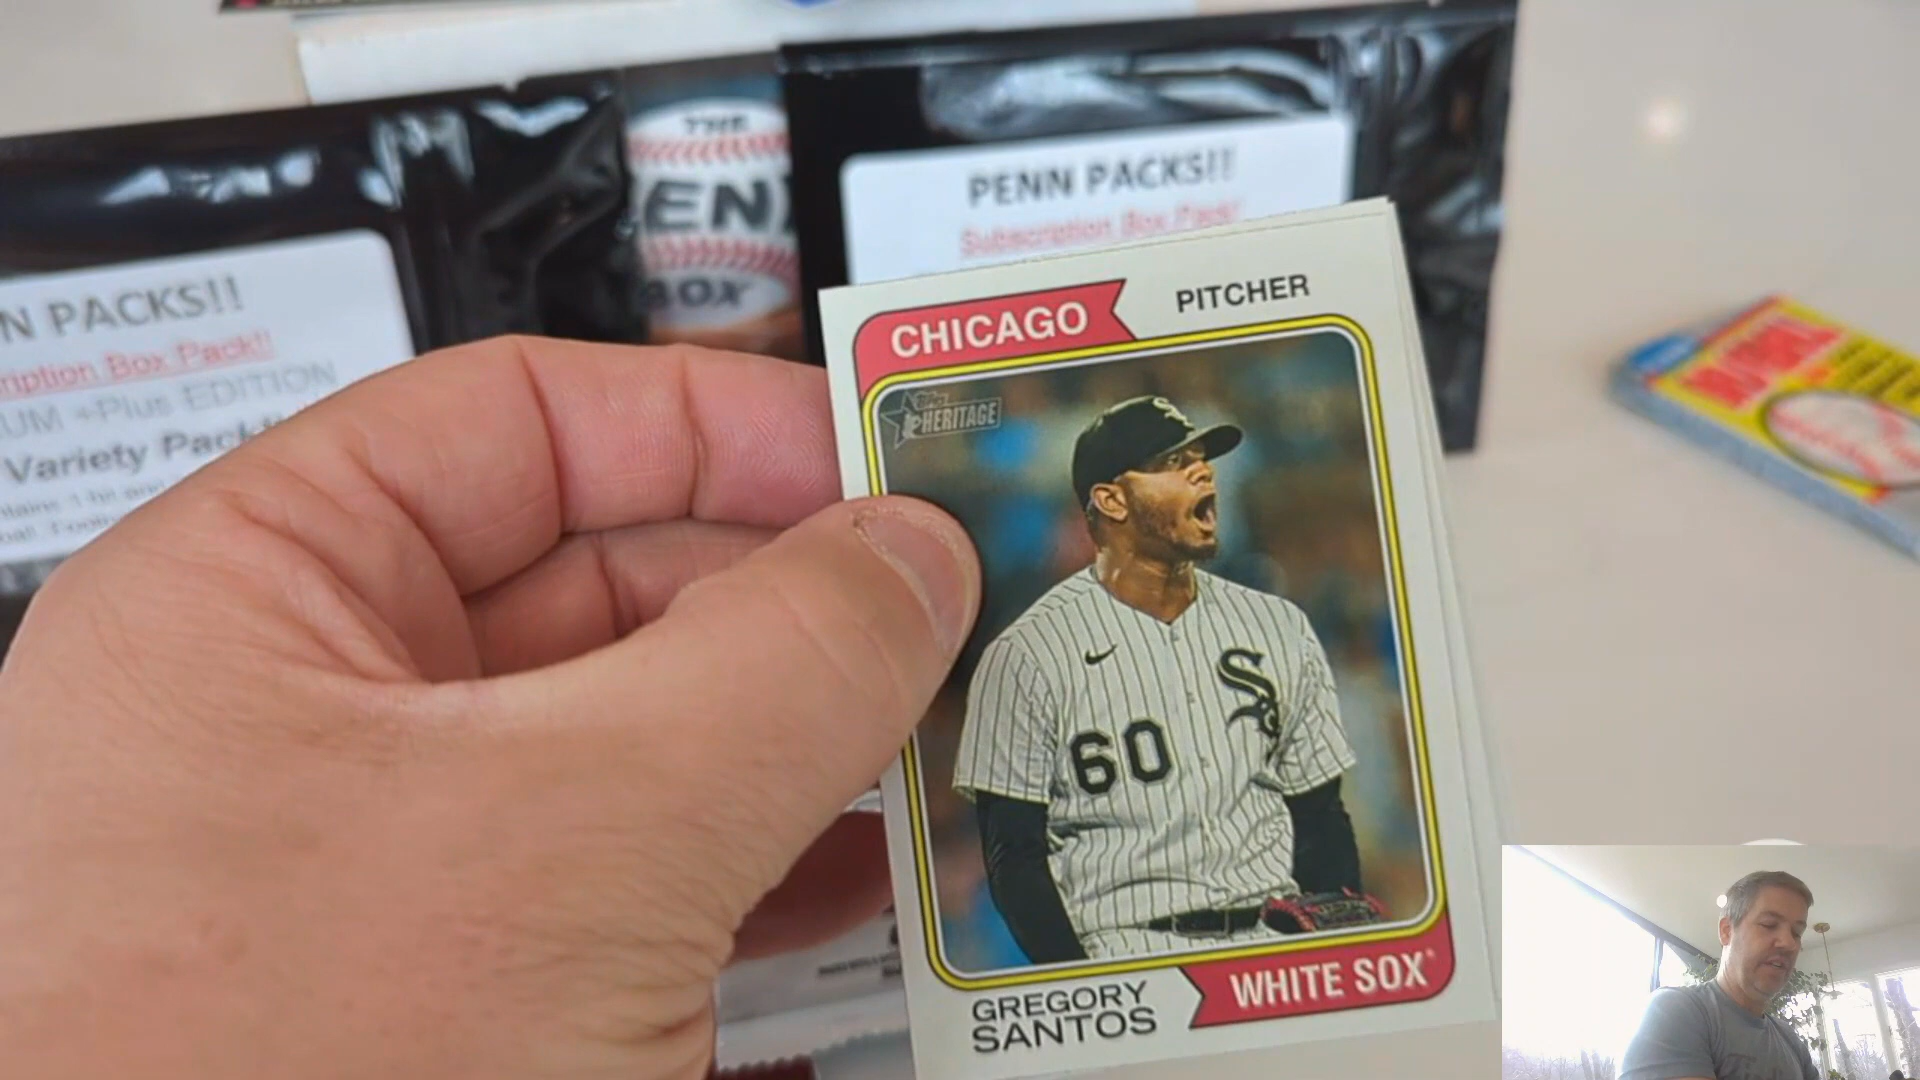 THE
PENN PACKS!!
Subscription Box Pack!
BOX
N PACKS!!
ription Box Pack!!
UM +Plus EDITION
Variety Pack
CHICAGO
PITCHER
Topps
HERITAGE
S
60
GREGORY
SANTOS
WHITE SOX